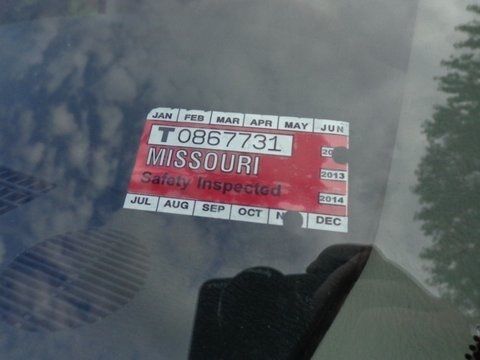 JAN FEB MAR APR MAY JUN
T0867731
MISSOURI
2013
Safety Inspected
2014
JUL AUG SEP OCT DEC